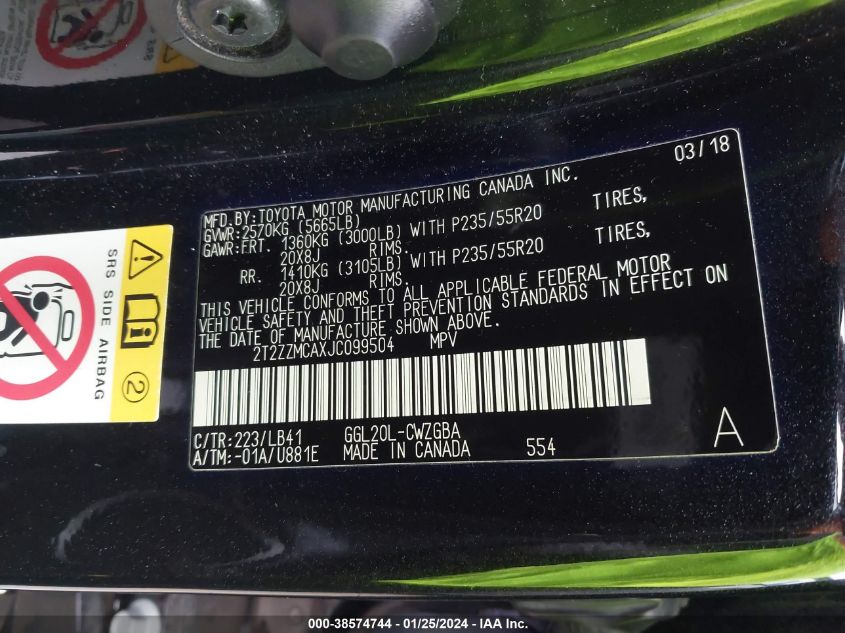 03/18
MFD.BY:TOYOTA MOTOR MANUFACTURING CANADA INC.
GVWR:2570KG (5665LB)
GAWR:FRT. 1360KG (3000LB) WITH P235/55R20 TIRES,
20X8J RIMS.
RR. 1410KG (3105LB) WITH P235/55R20 TIRES,
20X8J RIMS.
THIS VEHICLE CONFORMS TO ALL APPLICABLE FEDERAL MOTOR
VEHICLE SAFETY AND THEFT PREVENTION STANDARDS IN EFFECT ON
THE DATE OF MANUFACTURE SHOWN ABOVE.
2T2ZZMCAXJC099504 MPV
C/TR:223/LB41 GGL20L-CWZGBA
A/TM:-01A/U881E MADE IN CANADA 554 A
SRS SIDE AIRBAG
2
000-38574744 - 01/25/2024 - IAA, Inc.